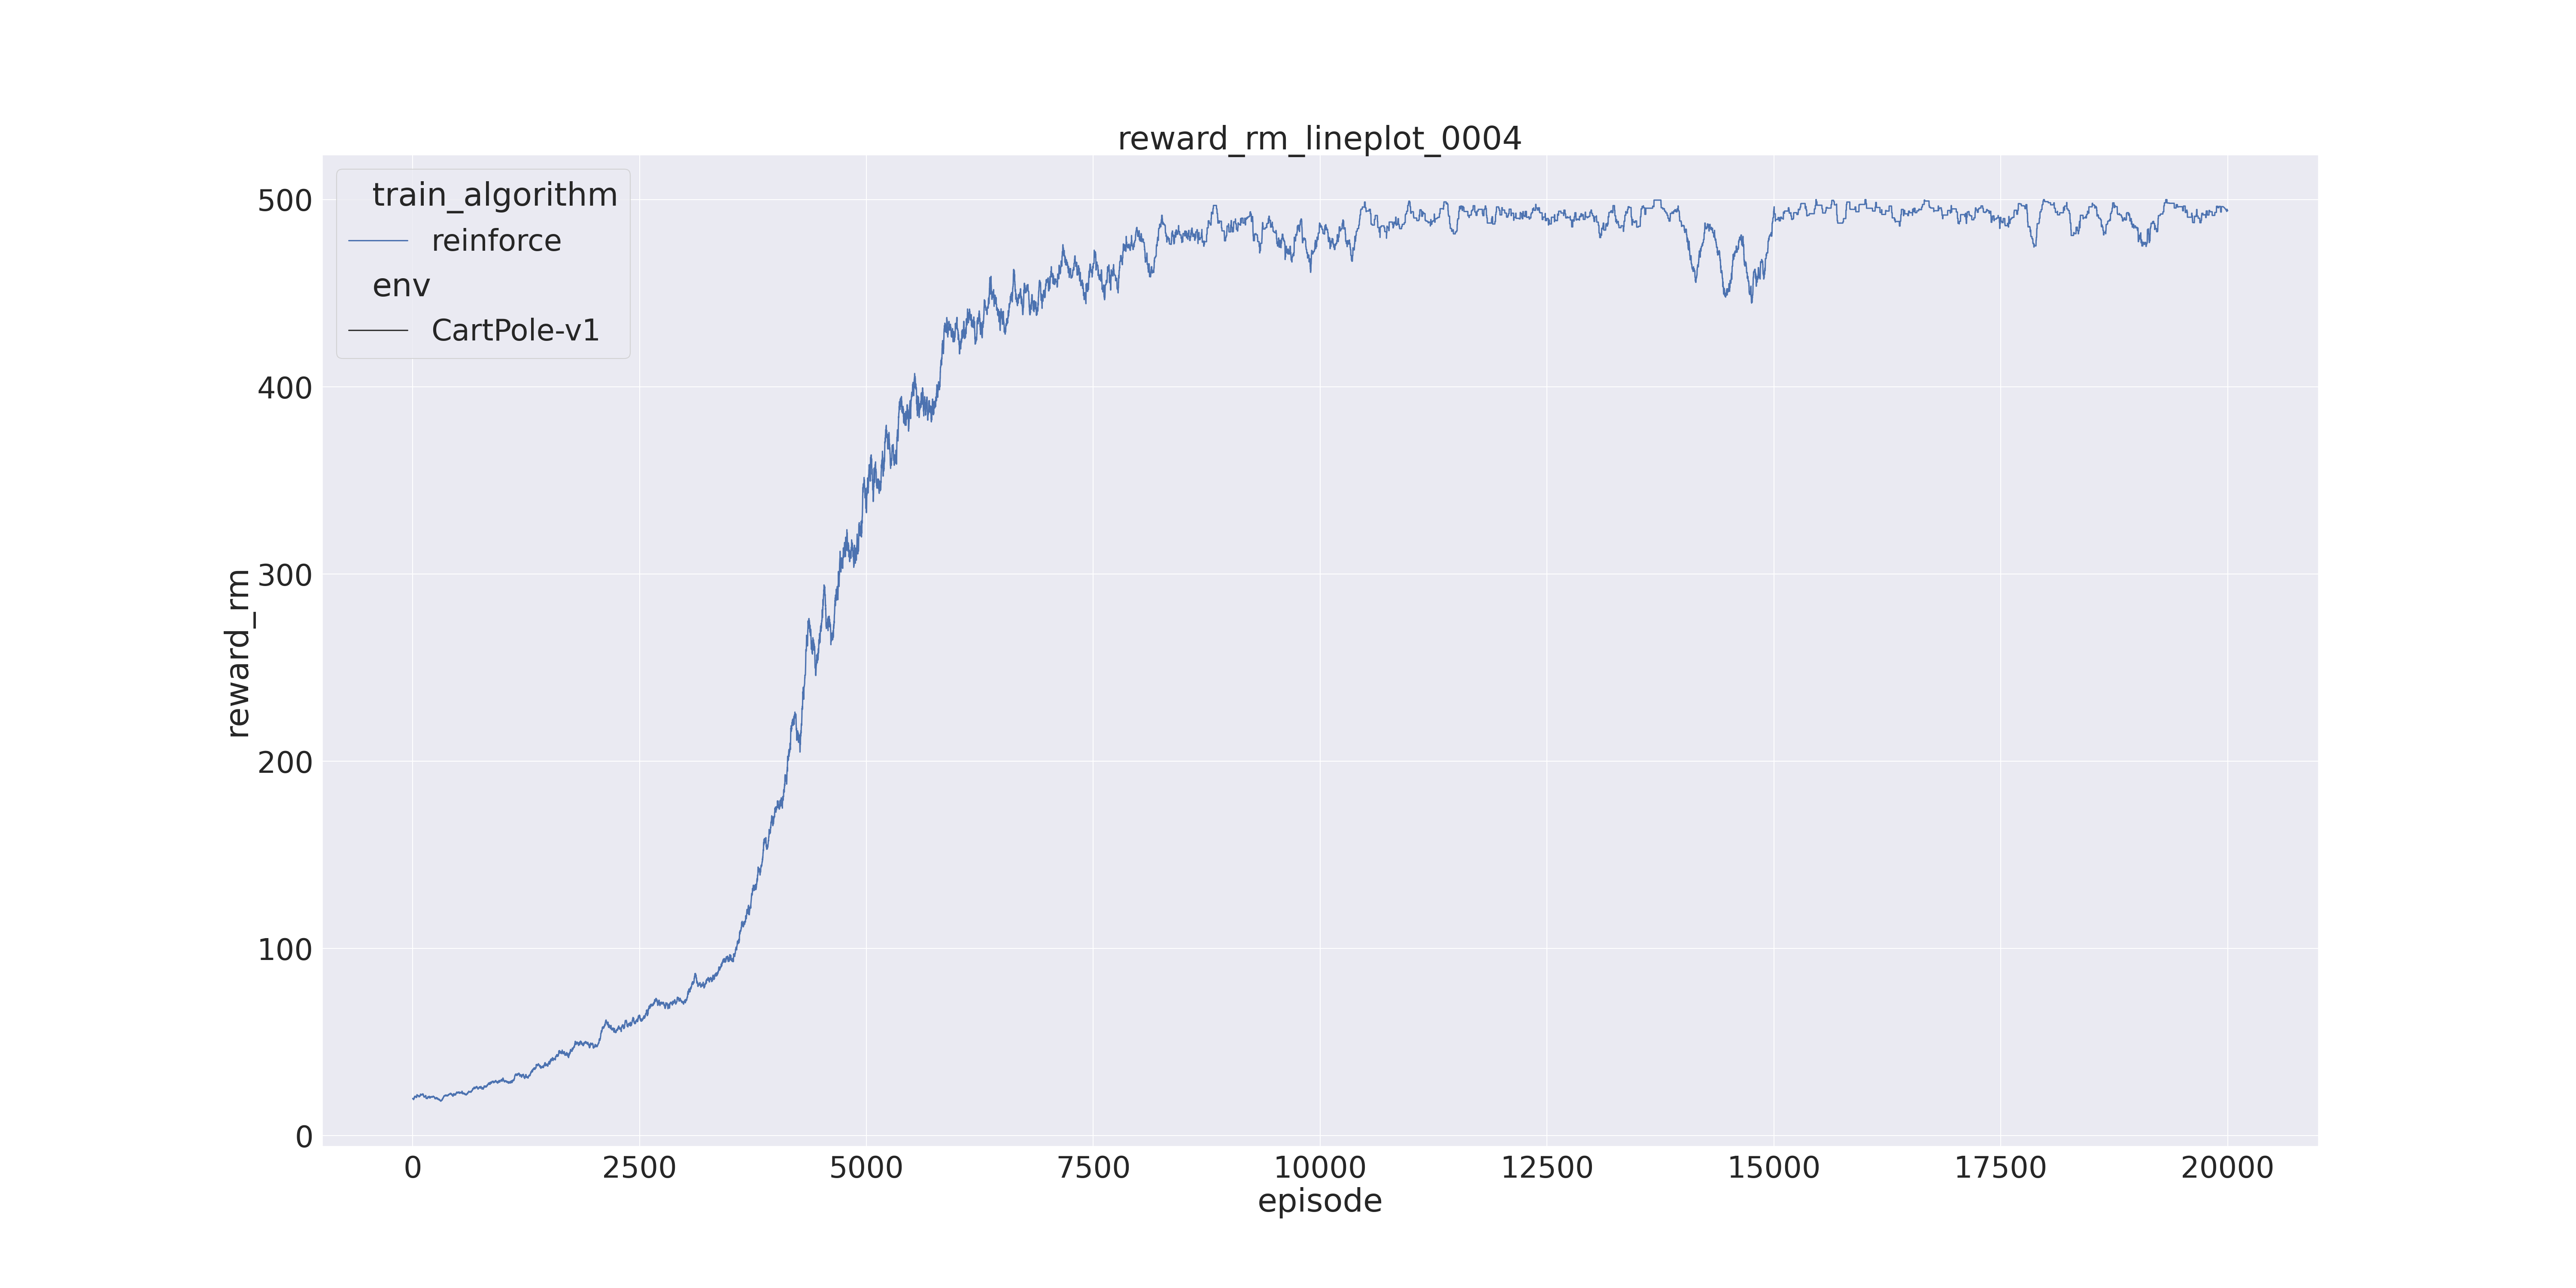 reward_rm_lineplot_0004
train_algorithm
reinforce
env
CartPole-v1
reward_rm
500
400
300
200
100
0
0 2500 5000 7500 10000 12500 15000 17500 20000
episode